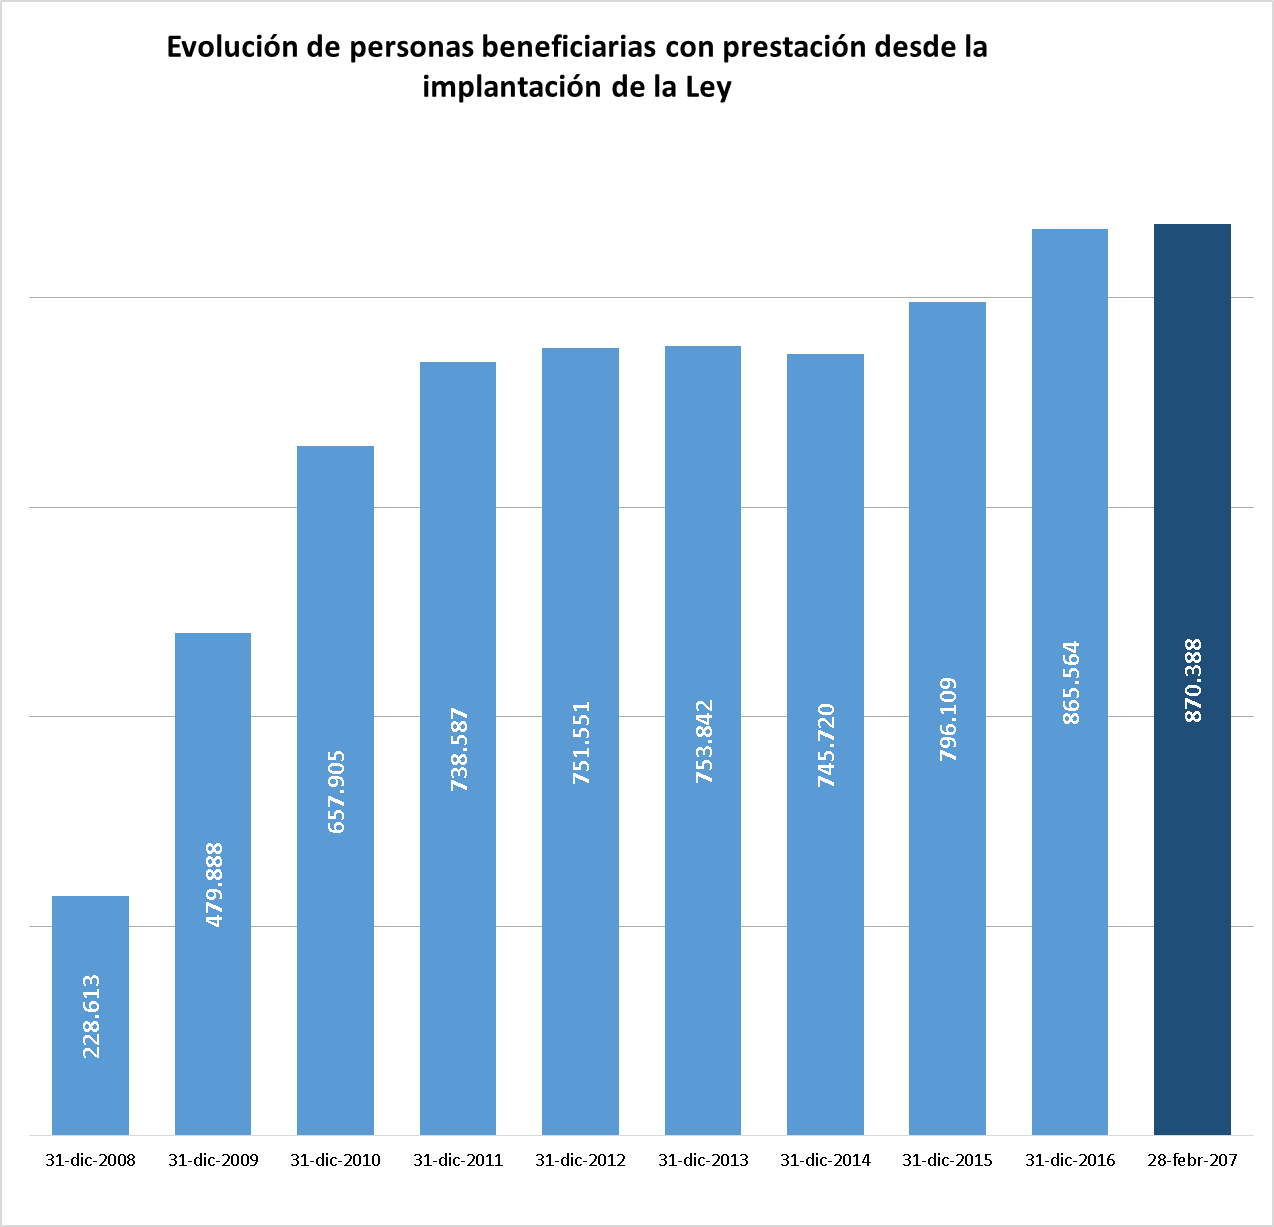 Evolución de personas beneficiarias con prestación desde la
implantación de la Ley
228.613
479.888
657.905
738.587
751.551
753.842
745.720
796.109
865.564
870.388
31-dic-2008
31-dic-2009
31-dic-2010
31-dic-2011
31-dic-2012
31-dic-2013
31-dic-2014
31-dic-2015
31-dic-2016
28-febr-207